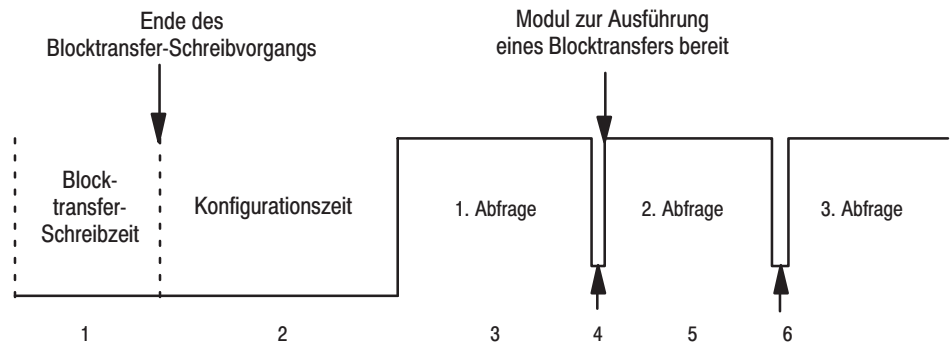 Ende des
Blocktransfer-Schreibvorgangs
Modul zur Ausführung
eines Blocktransfers bereit
Block-
transfer-
Schreibzeit
Konfigurationszeit
1. Abfrage
2. Abfrage
3. Abfrage
1 2 3 4 5 6